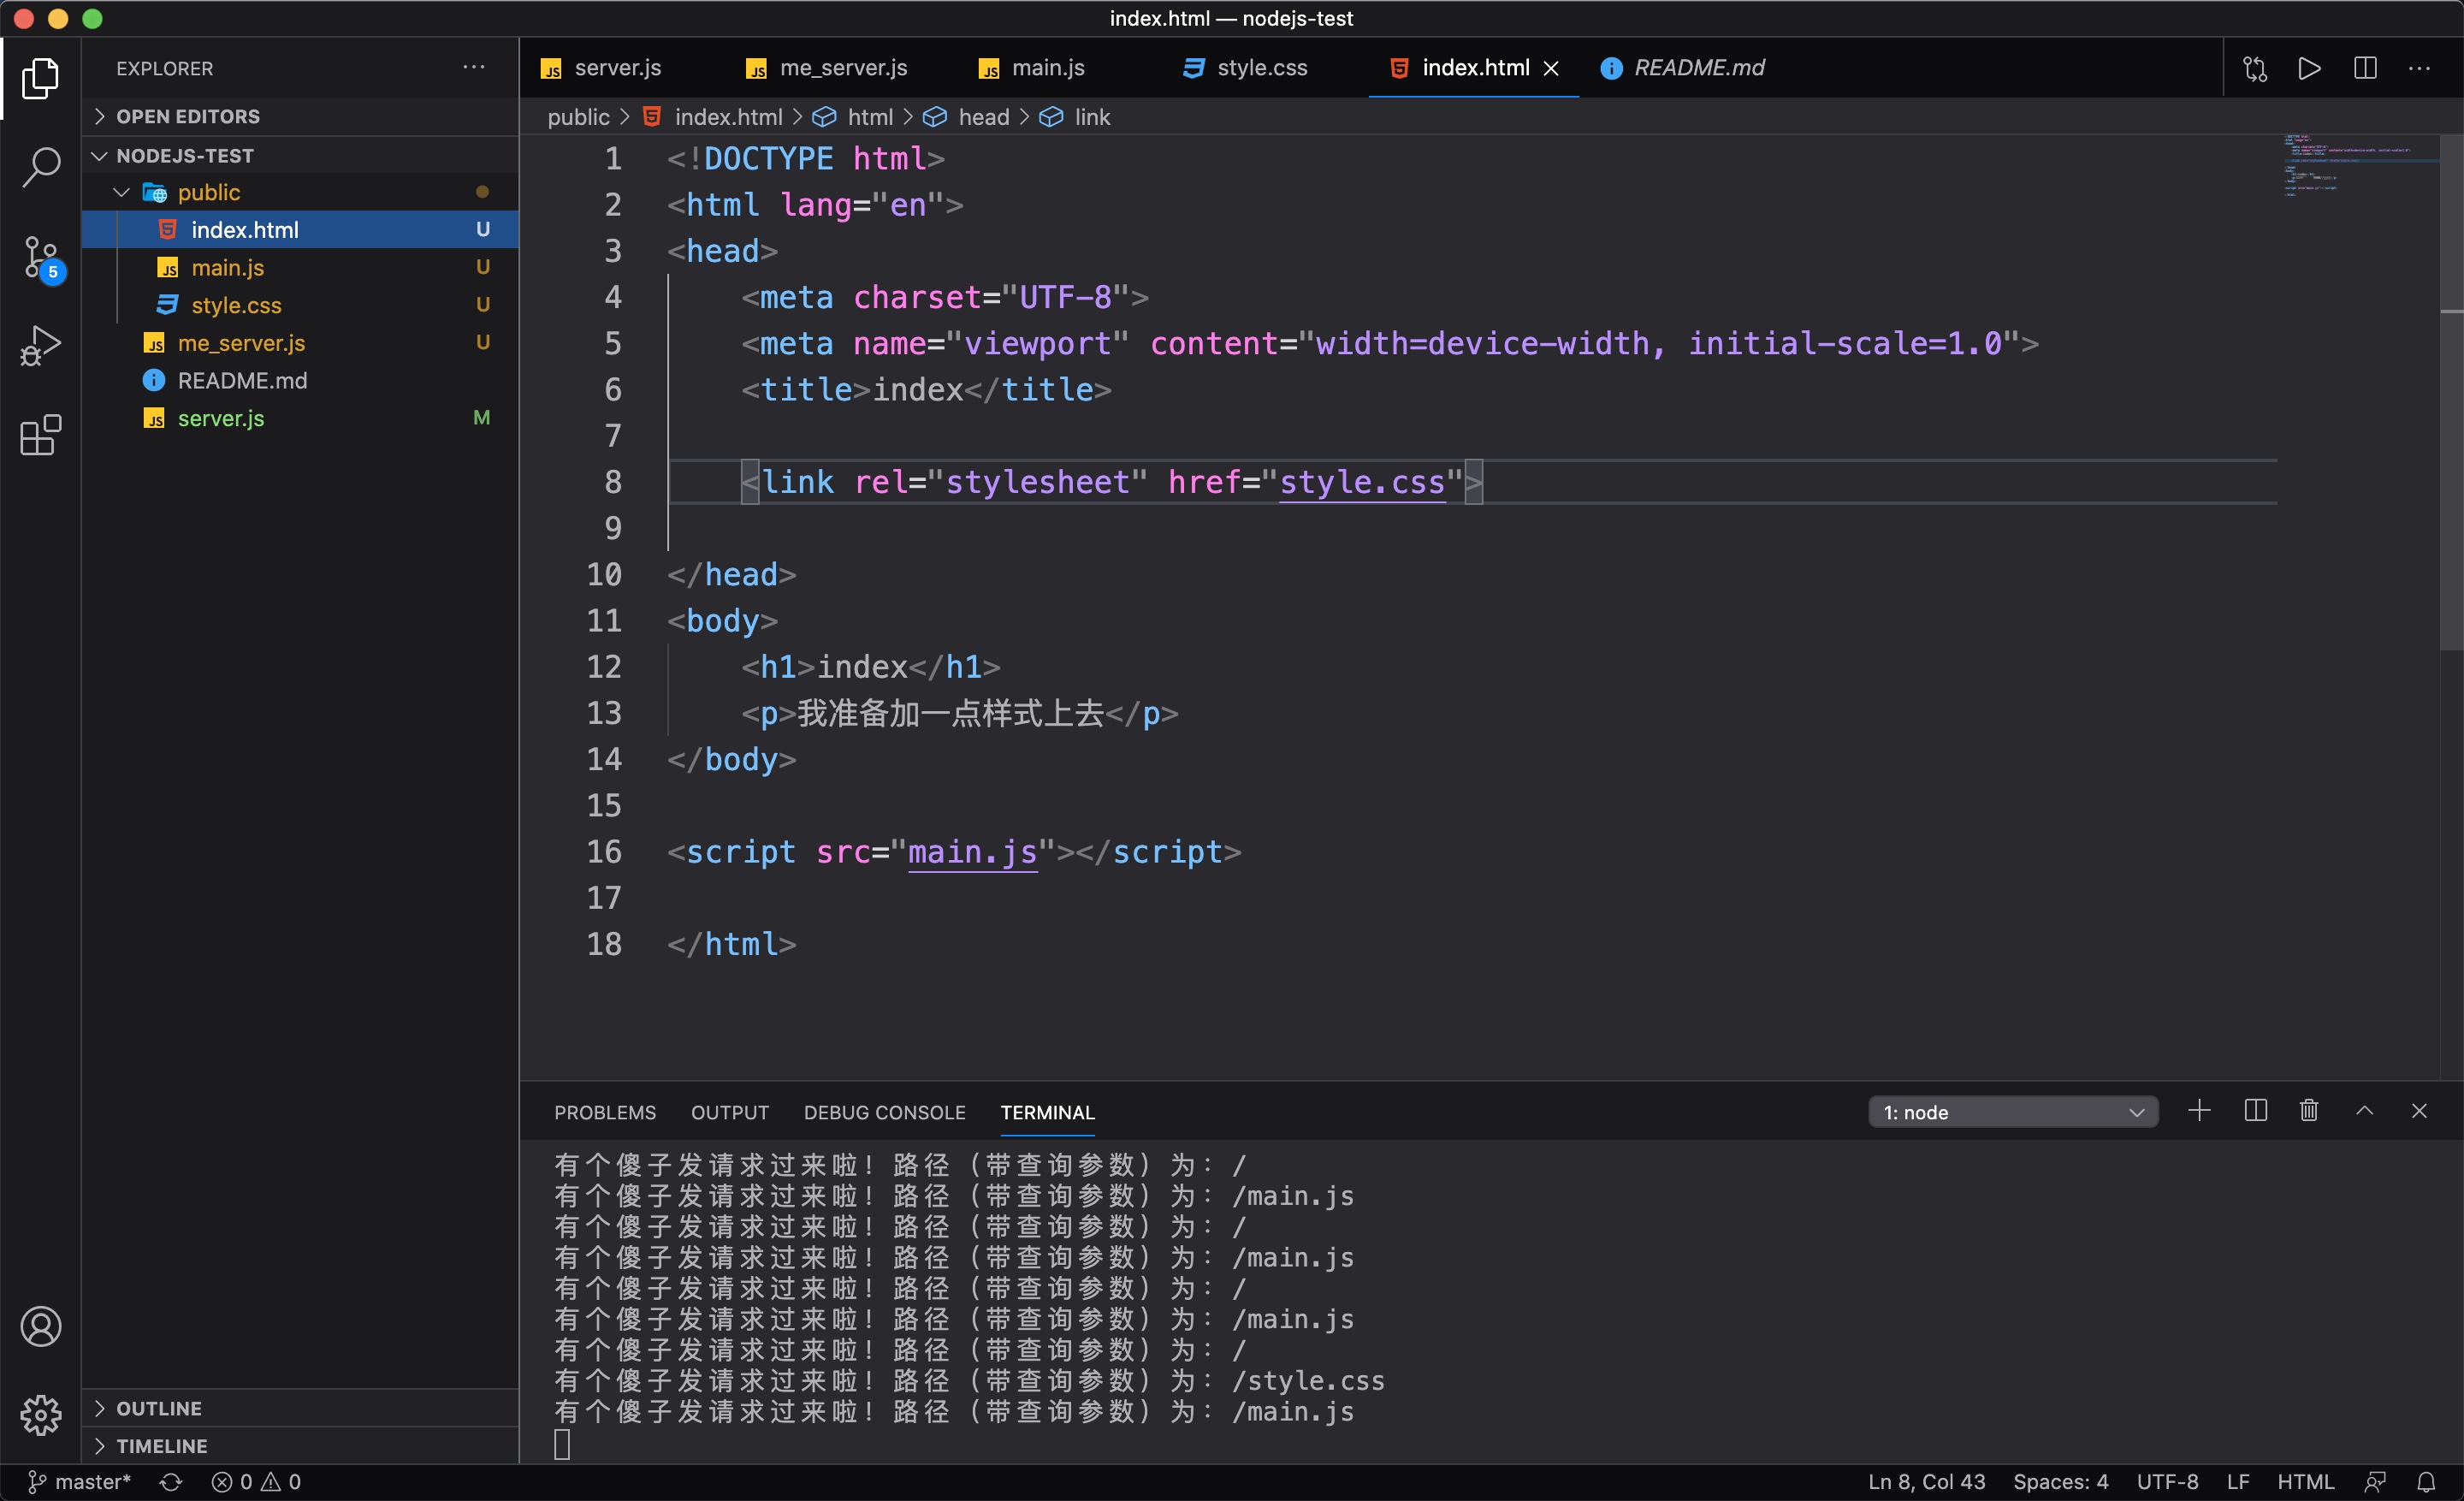 index.html — nodejs-test
EXPLORER
OPEN EDITORS
NODEJS-TEST
public
index.html U
main.js U
style.css U
me_server.js U
README.md
server.js M
5
OUTLINE
TIMELINE
server.js me_server.js main.js style.css index.html README.md
public > index.html > html > head > link
1 <!DOCTYPE html>
2 <html lang="en">
3 <head>
4     <meta charset="UTF-8">
5     <meta name="viewport" content="width=device-width, initial-scale=1.0">
6     <title>index</title>
7
8     <link rel="stylesheet" href="style.css">
9
10 </head>
11 <body>
12     <h1>index</h1>
13     <p>我准备加一点样式上去</p>
14 </body>
15
16 <script src="main.js"></script>
17
18 </html>
PROBLEMS OUTPUT DEBUG CONSOLE TERMINAL 1: node
有个傻子发请求过来啦！路径（带查询参数）为：/
有个傻子发请求过来啦！路径（带查询参数）为：/main.js
有个傻子发请求过来啦！路径（带查询参数）为：/
有个傻子发请求过来啦！路径（带查询参数）为：/main.js
有个傻子发请求过来啦！路径（带查询参数）为：/
有个傻子发请求过来啦！路径（带查询参数）为：/main.js
有个傻子发请求过来啦！路径（带查询参数）为：/
有个傻子发请求过来啦！路径（带查询参数）为：/style.css
有个傻子发请求过来啦！路径（带查询参数）为：/main.js
master* 0 0 Ln 8, Col 43 Spaces: 4 UTF-8 LF HTML